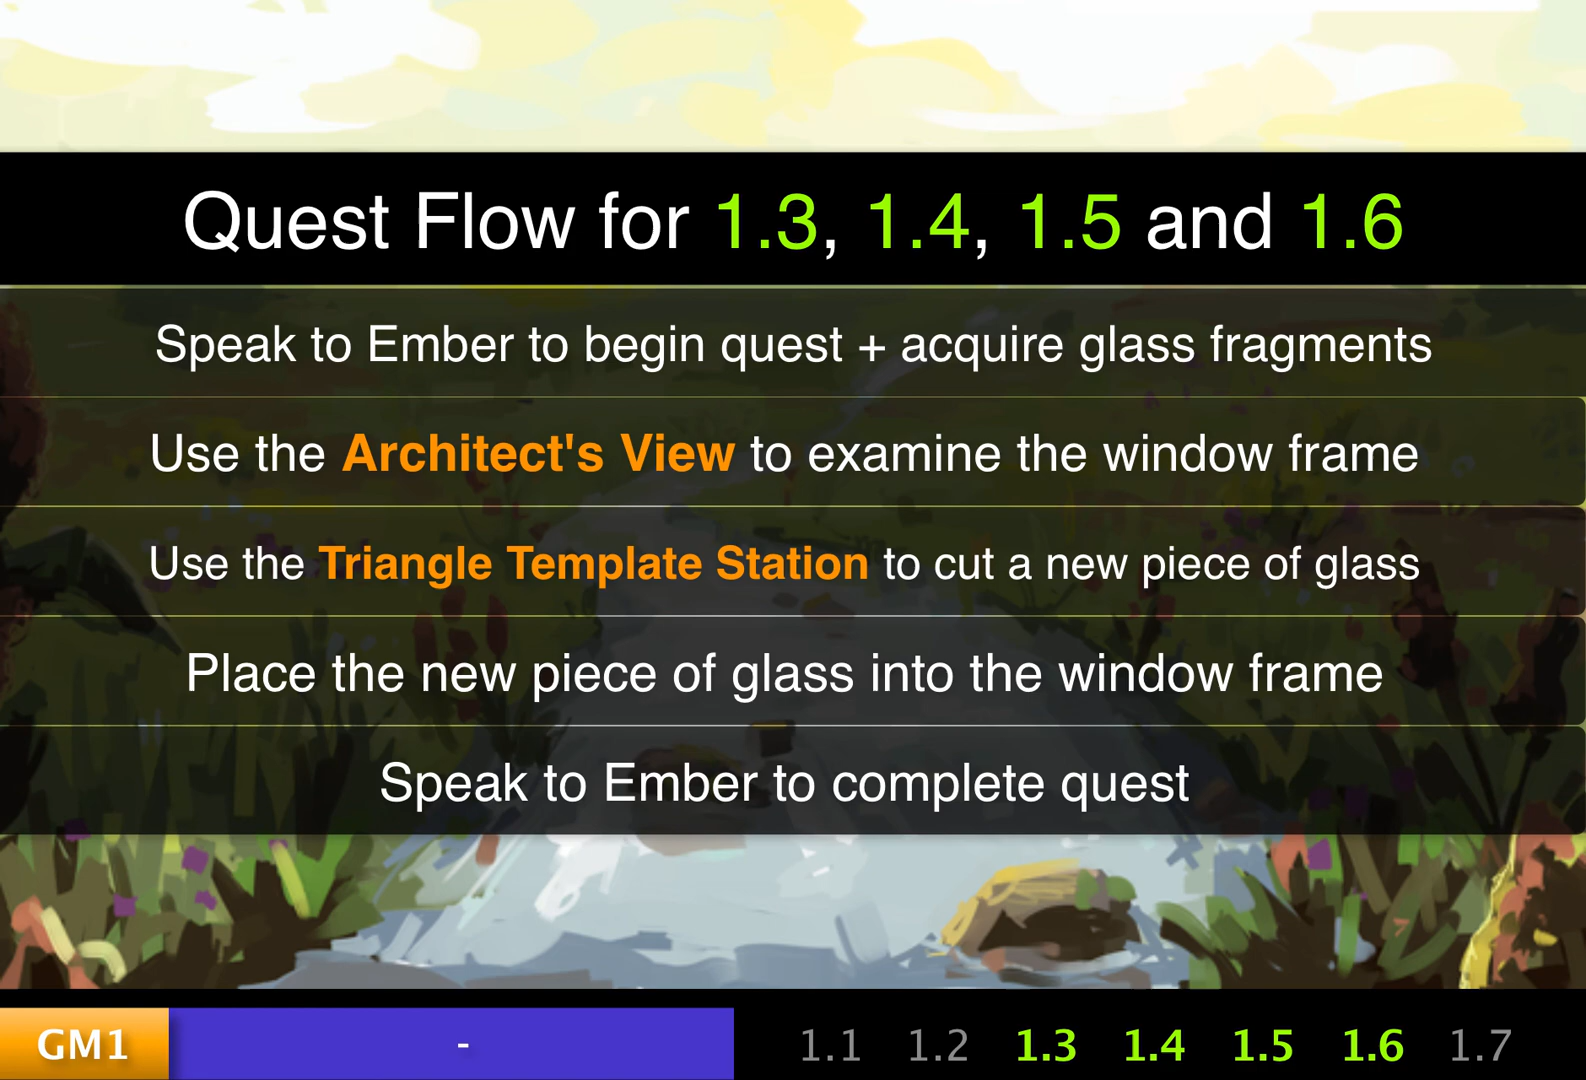 Quest Flow for 1.3, 1.4, 1.5 and 1.6
Speak to Ember to begin quest + acquire glass fragments
Use the Architect's View to examine the window frame
Use the Triangle Template Station to cut a new piece of glass
Place the new piece of glass into the window frame
Speak to Ember to complete quest
GM1 - 1.1 1.2 1.3 1.4 1.5 1.6 1.7